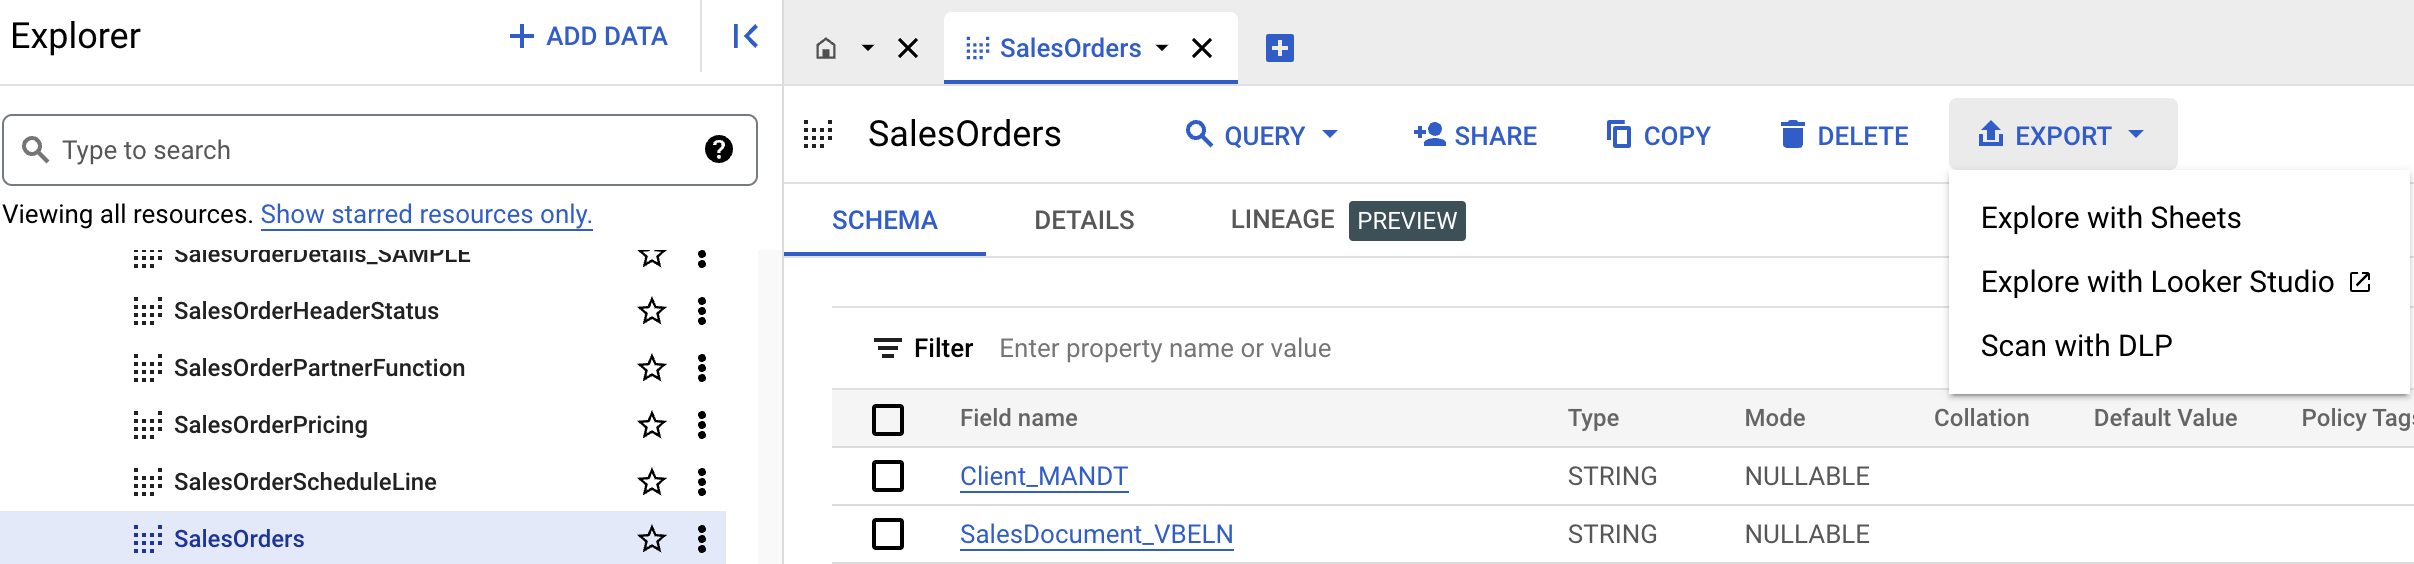 Explorer
ADD DATA
Type to search
Viewing all resources. Show starred resources only.
SalesOrderDetails_SAMPLE
SalesOrderHeaderStatus
SalesOrderPartnerFunction
SalesOrderPricing
SalesOrderScheduleLine
SalesOrders
SalesOrders
SalesOrders
QUERY
SHARE
COPY
DELETE
EXPORT
Explore with Sheets
Explore with Looker Studio
Scan with DLP
SCHEMA
DETAILS
LINEAGE
PREVIEW
Filter Enter property name or value
Field name Type Mode Collation Default Value Policy Tags
Client_MANDT STRING NULLABLE
SalesDocument_VBELN STRING NULLABLE